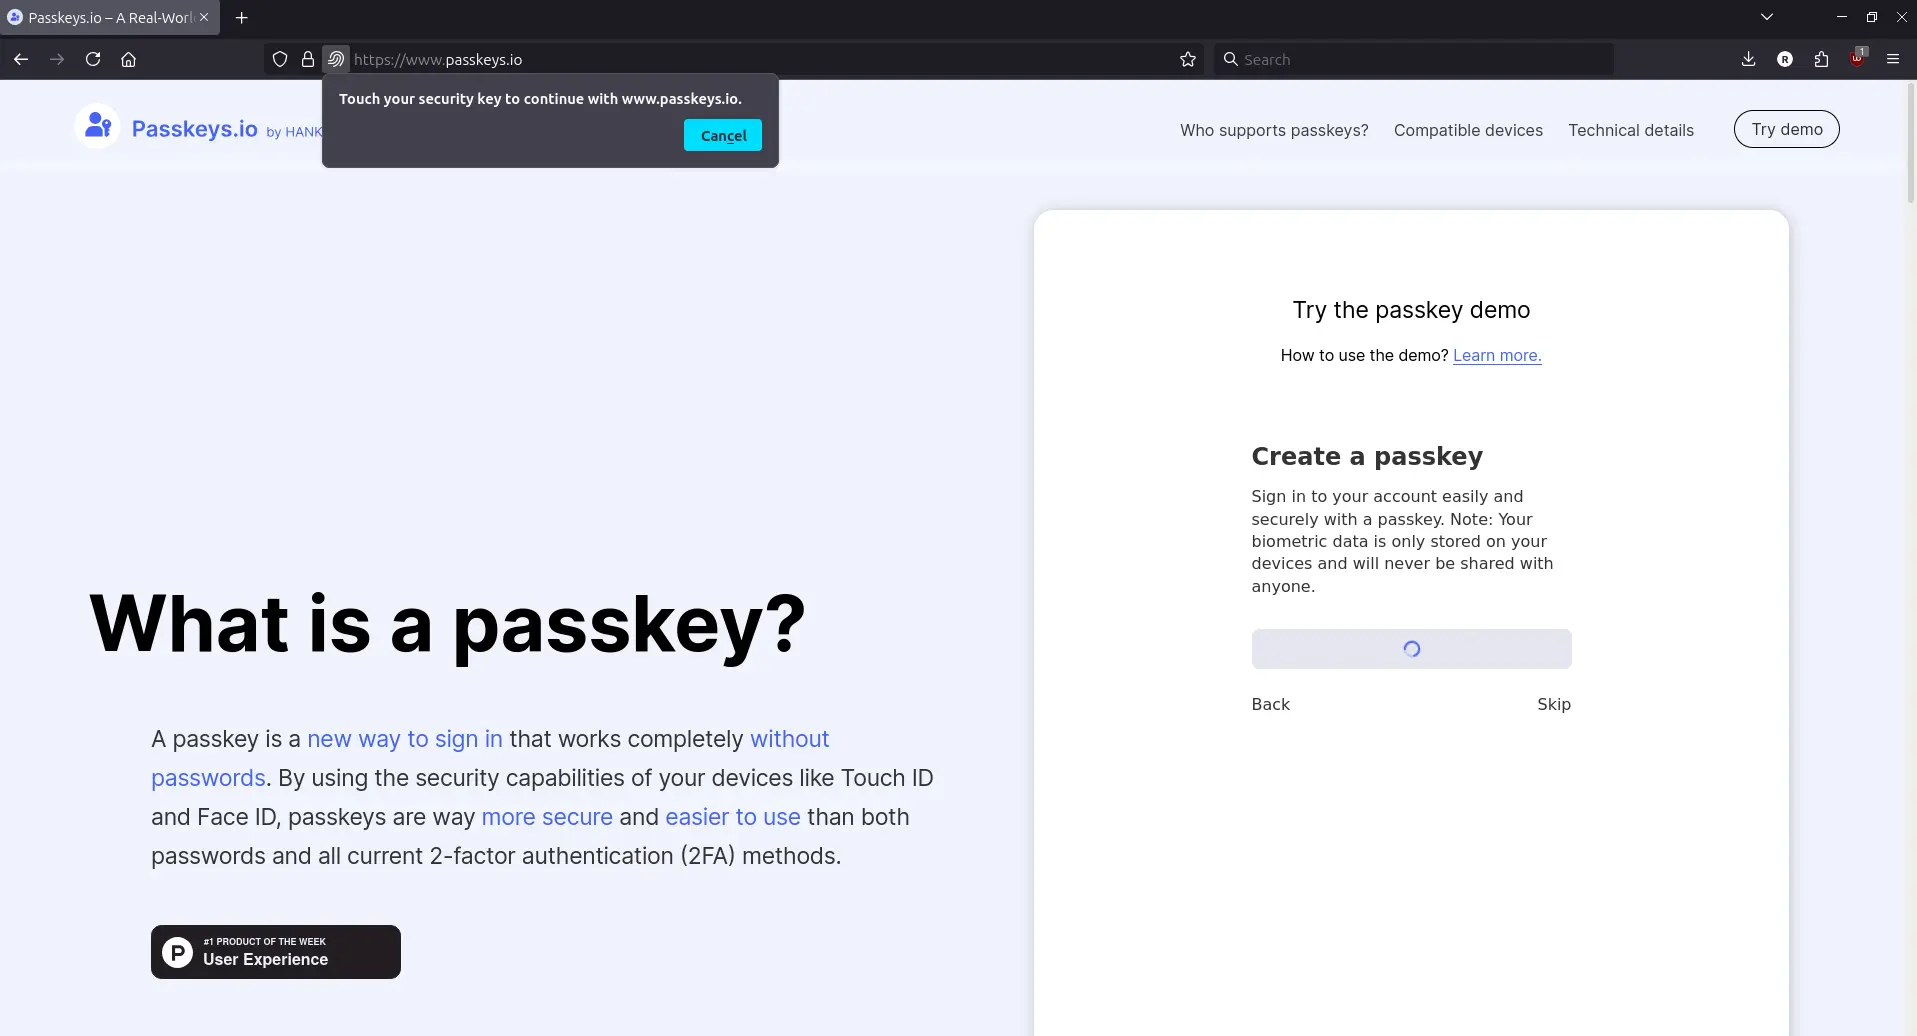 Passkeys.io – A Real-Worl
https://www.passkeys.io
Search
1
Touch your security key to continue with www.passkeys.io.
Cancel
Passkeys.io by HANK
Who supports passkeys?
Compatible devices
Technical details
Try demo
Try the passkey demo
How to use the demo? Learn more.
Create a passkey
Sign in to your account easily and
securely with a passkey. Note: Your
biometric data is only stored on your
devices and will never be shared with
anyone.
Back
Skip
What is a passkey?
A passkey is a new way to sign in that works completely without
passwords. By using the security capabilities of your devices like Touch ID
and Face ID, passkeys are way more secure and easier to use than both
passwords and all current 2-factor authentication (2FA) methods.
P
#1 PRODUCT OF THE WEEK
User Experience
R